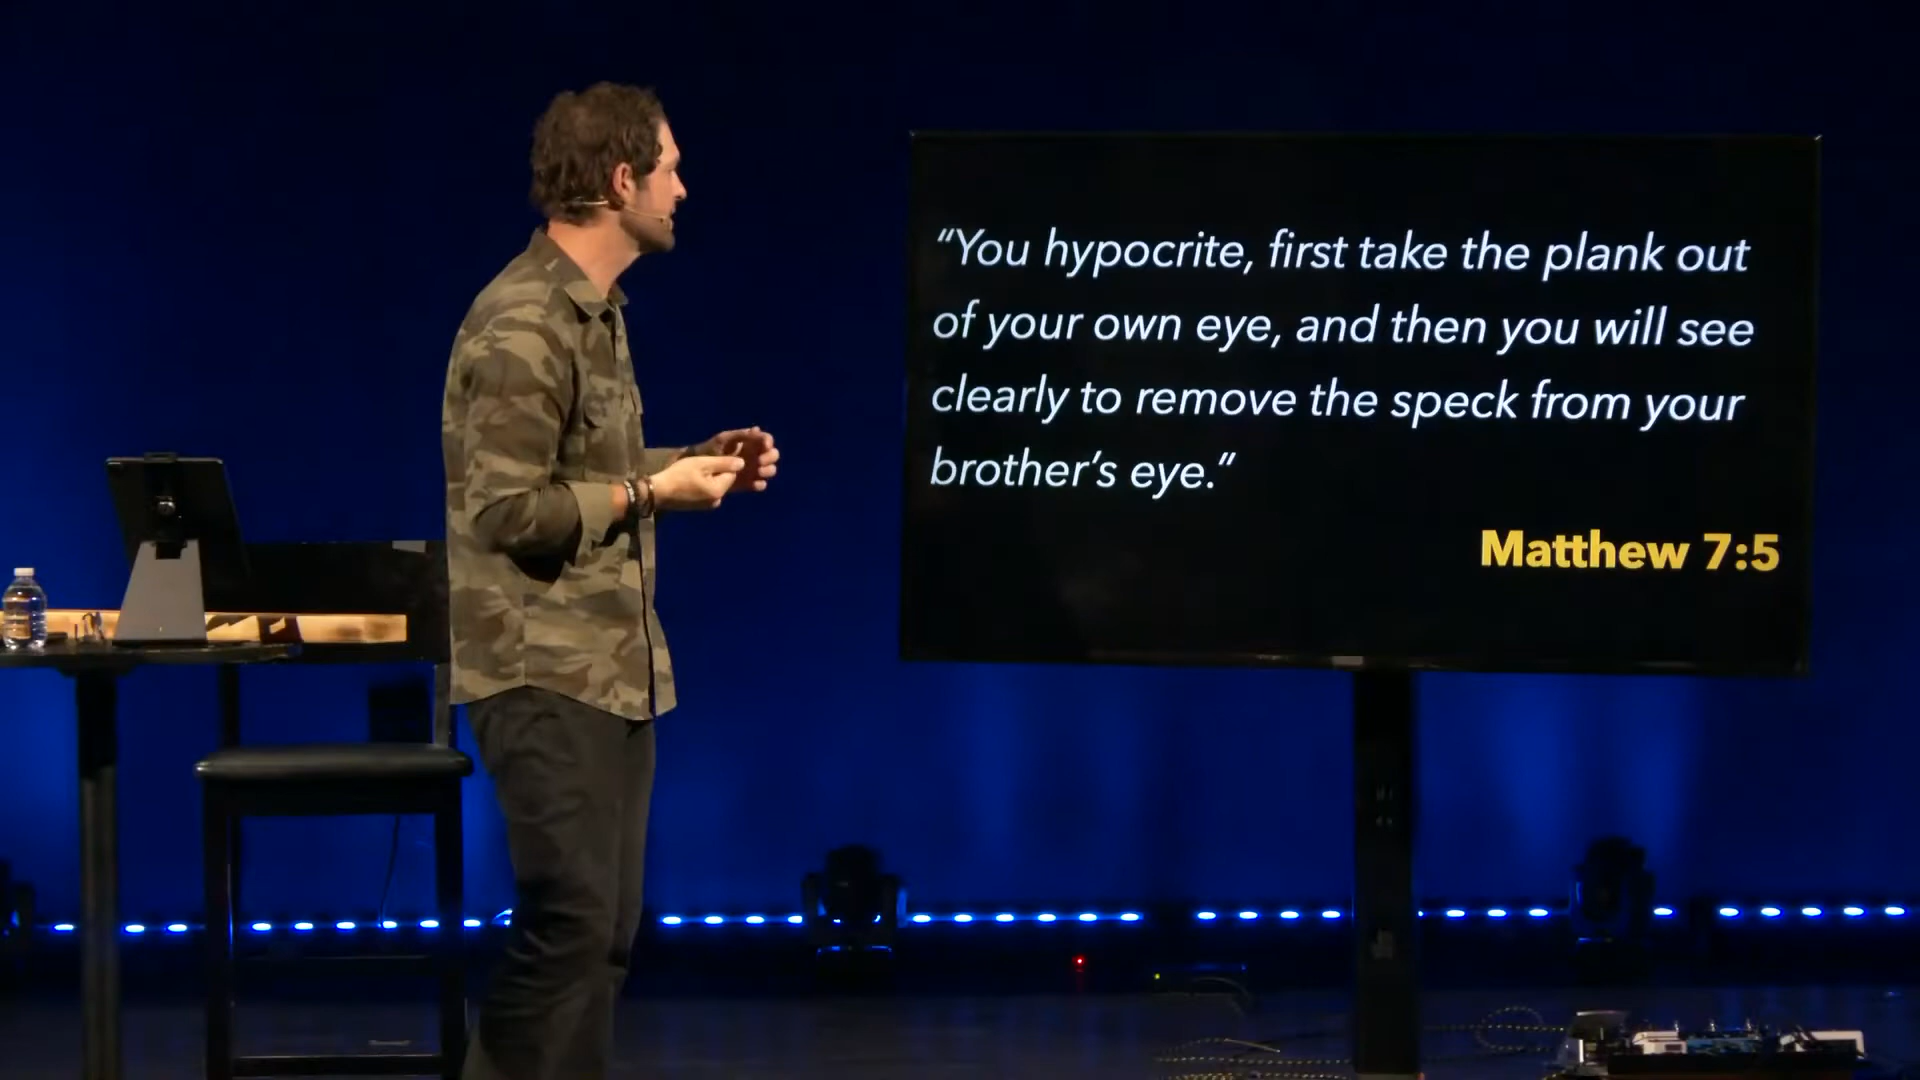 “You hypocrite, first take the plank out
of your own eye, and then you will see
clearly to remove the speck from your
brother’s eye.”
Matthew 7:5